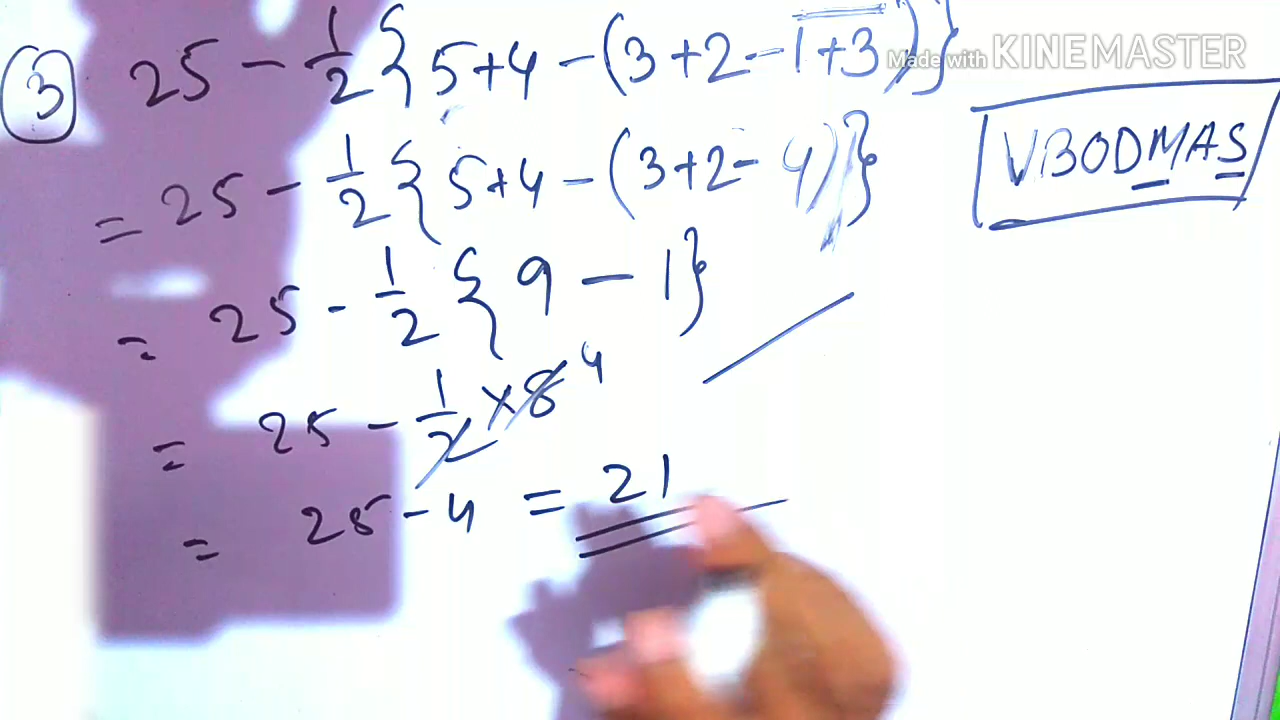 ③ 25 - 1/2 { 5+4 - (3+2 - 1+3̅) }
Made with KINEMASTER
VBODMAS
= 25 - 1/2 { 5+4 - (3+2 - 4) }
= 25 - 1/2 { 9 - 1 }
= 25 - 1/2 × 8 4
= 25 - 4 = 21